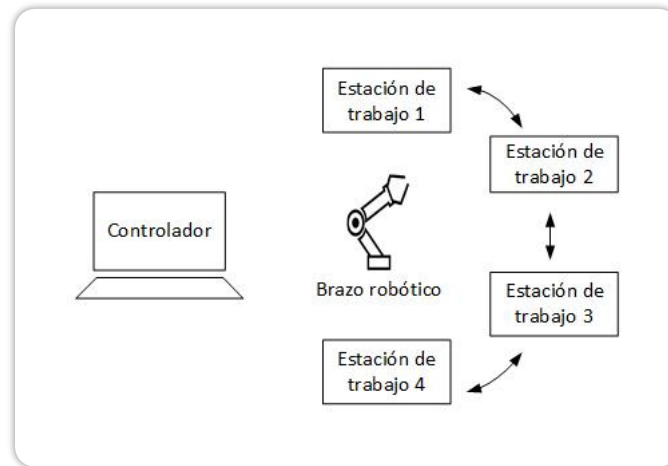 Estación de
trabajo 1
Estación de
trabajo 2
Controlador
Brazo robótico
Estación de
trabajo 3
Estación de
trabajo 4